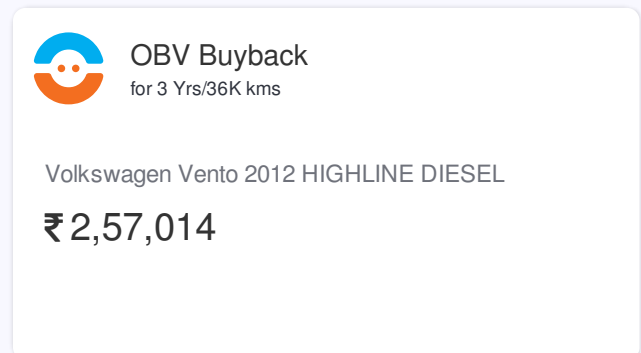 OBV Buyback
for 3 Yrs/36K kms
Volkswagen Vento 2012 HIGHLINE DIESEL
₹ 2,57,014